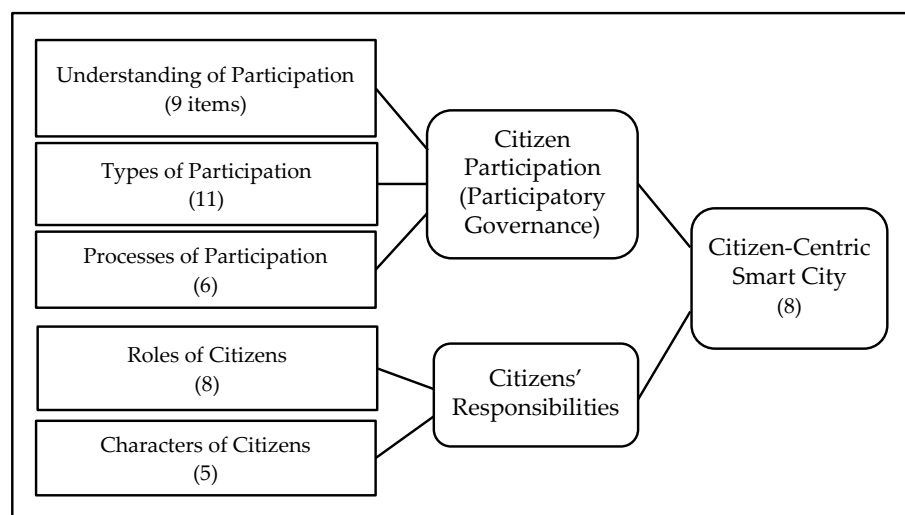 Understanding of Participation
(9 items)
Types of Participation
(11)
Processes of Participation
(6)
Roles of Citizens
(8)
Characters of Citizens
(5)
Citizen
Participation
(Participatory
Governance)
Citizens’
Responsibilities
Citizen-Centric
Smart City
(8)